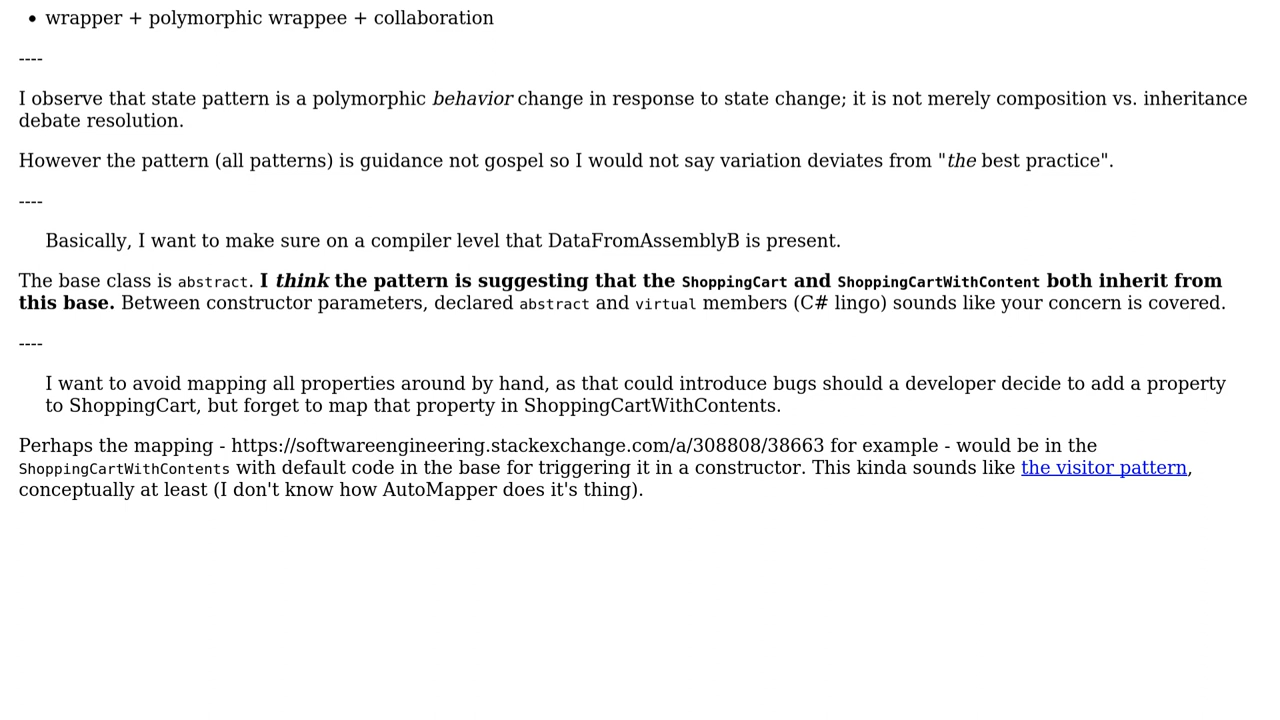 wrapper + polymorphic wrappee + collaboration
----
I observe that state pattern is a polymorphic behavior change in response to state change; it is not merely composition vs. inheritance
debate resolution.
However the pattern (all patterns) is guidance not gospel so I would not say variation deviates from "the best practice".
----
Basically, I want to make sure on a compiler level that DataFromAssemblyB is present.
The base class is abstract. I think the pattern is suggesting that the ShoppingCart and ShoppingCartWithContent both inherit from
this base. Between constructor parameters, declared abstract and virtual members (C# lingo) sounds like your concern is covered.
----
I want to avoid mapping all properties around by hand, as that could introduce bugs should a developer decide to add a property
to ShoppingCart, but forget to map that property in ShoppingCartWithContents.
Perhaps the mapping - https://softwareengineering.stackexchange.com/a/308808/38663 for example - would be in the
ShoppingCartWithContents with default code in the base for triggering it in a constructor. This kinda sounds like the visitor pattern,
conceptually at least (I don't know how AutoMapper does it's thing).